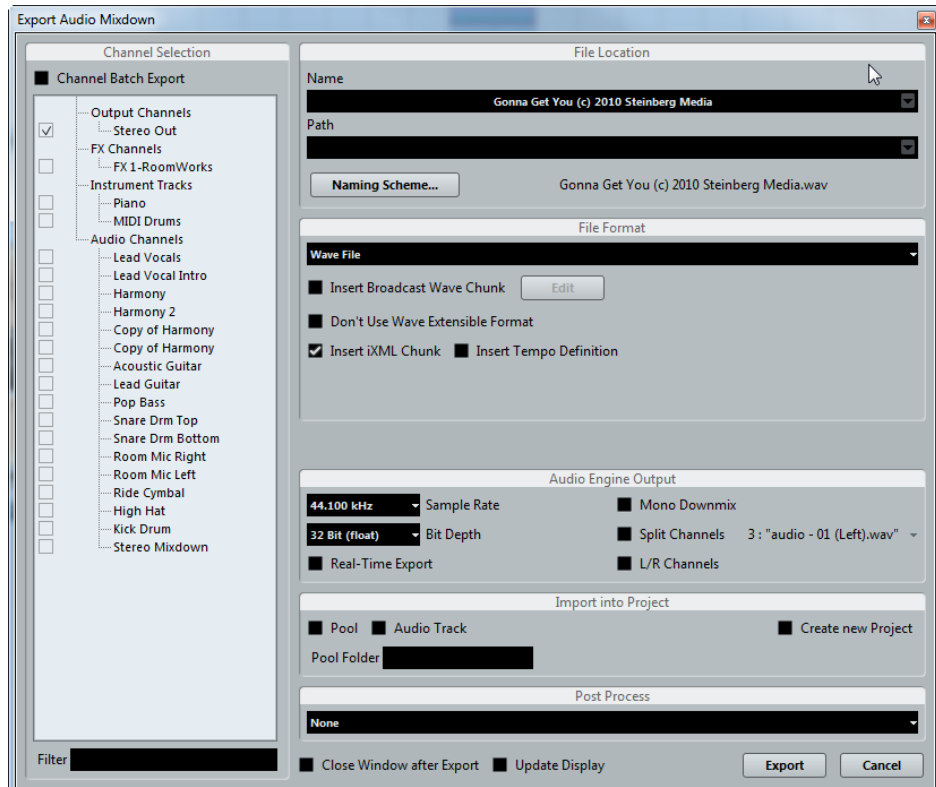 Export Audio Mixdown
Channel Selection
Channel Batch Export
Output Channels
Stereo Out
FX Channels
FX 1-RoomWorks
Instrument Tracks
Piano
MIDI Drums
Audio Channels
Lead Vocals
Lead Vocal Intro
Harmony
Harmony 2
Copy of Harmony
Copy of Harmony
Acoustic Guitar
Lead Guitar
Pop Bass
Snare Drm Top
Snare Drm Bottom
Room Mic Right
Room Mic Left
Ride Cymbal
High Hat
Kick Drum
Stereo Mixdown
Filter
File Location
Name
Gonna Get You (c) 2010 Steinberg Media
Path
Naming Scheme... Gonna Get You (c) 2010 Steinberg Media.wav
File Format
Wave File
Insert Broadcast Wave Chunk Edit
Don't Use Wave Extensible Format
Insert iXML Chunk Insert Tempo Definition
Audio Engine Output
44.100 kHz Sample Rate Mono Downmix
32 Bit (float) Bit Depth Split Channels 3 : "audio - 01 (Left).wav"
Real-Time Export L/R Channels
Import into Project
Pool Audio Track Create new Project
Pool Folder
Post Process
None
Close Window after Export Update Display Export Cancel